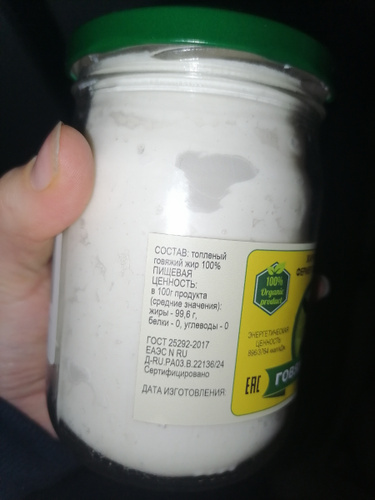 СОСТАВ: топленый
говяжий жир 100%
ПИЩЕВАЯ
ЦЕННОСТЬ:
в 100г продукта
(средние значения):
жиры - 99,6 г,
белки - 0, углеводы - 0
ГОСТ 25292-2017
ЕАЭС N RU
Д-RU.РА03.В.22136/24
Сертифицировано
ДАТА ИЗГОТОВЛЕНИЯ:
100%
Organic
product
ЭНЕРГЕТИЧЕСКАЯ
ЦЕННОСТЬ:
ЕАС